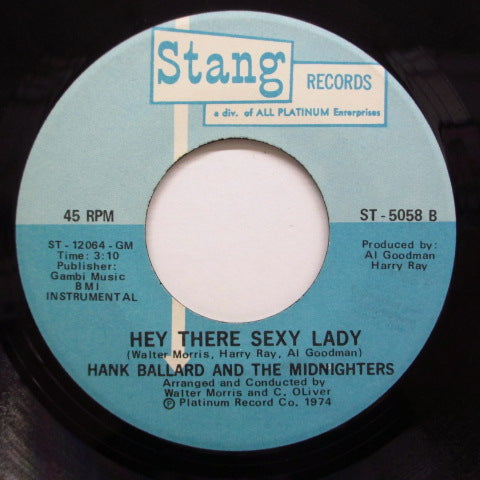 Stang
RECORDS
a div. of ALL PLATINUM Enterprises
45 RPM
ST-5058 B
ST-12064-GM
Time: 3:10
Publisher:
Gambi Music
BMI
INSTRUMENTAL
Produced by:
Al Goodman
Harry Ray
HEY THERE SEXY LADY
(Walter Morris, Harry Ray, Al Goodman)
HANK BALLARD AND THE MIDNIGHTERS
Arranged and Conducted by
Walter Morris and C. OLiver
Ⓟ Platinum Record Co. 1974